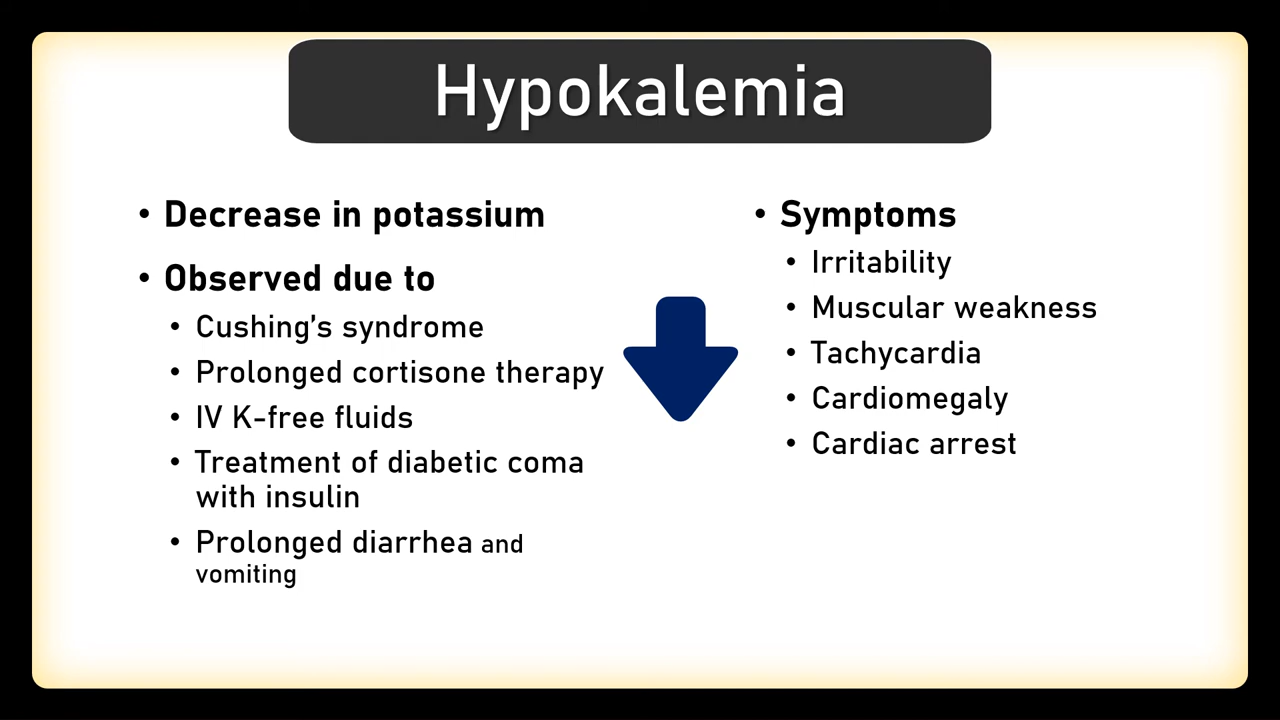 Hypokalemia
• Decrease in potassium
• Observed due to
• Cushing’s syndrome
• Prolonged cortisone therapy
• IV K-free fluids
• Treatment of diabetic coma
with insulin
• Prolonged diarrhea and
vomiting
• Symptoms
• Irritability
• Muscular weakness
• Tachycardia
• Cardiomegaly
• Cardiac arrest